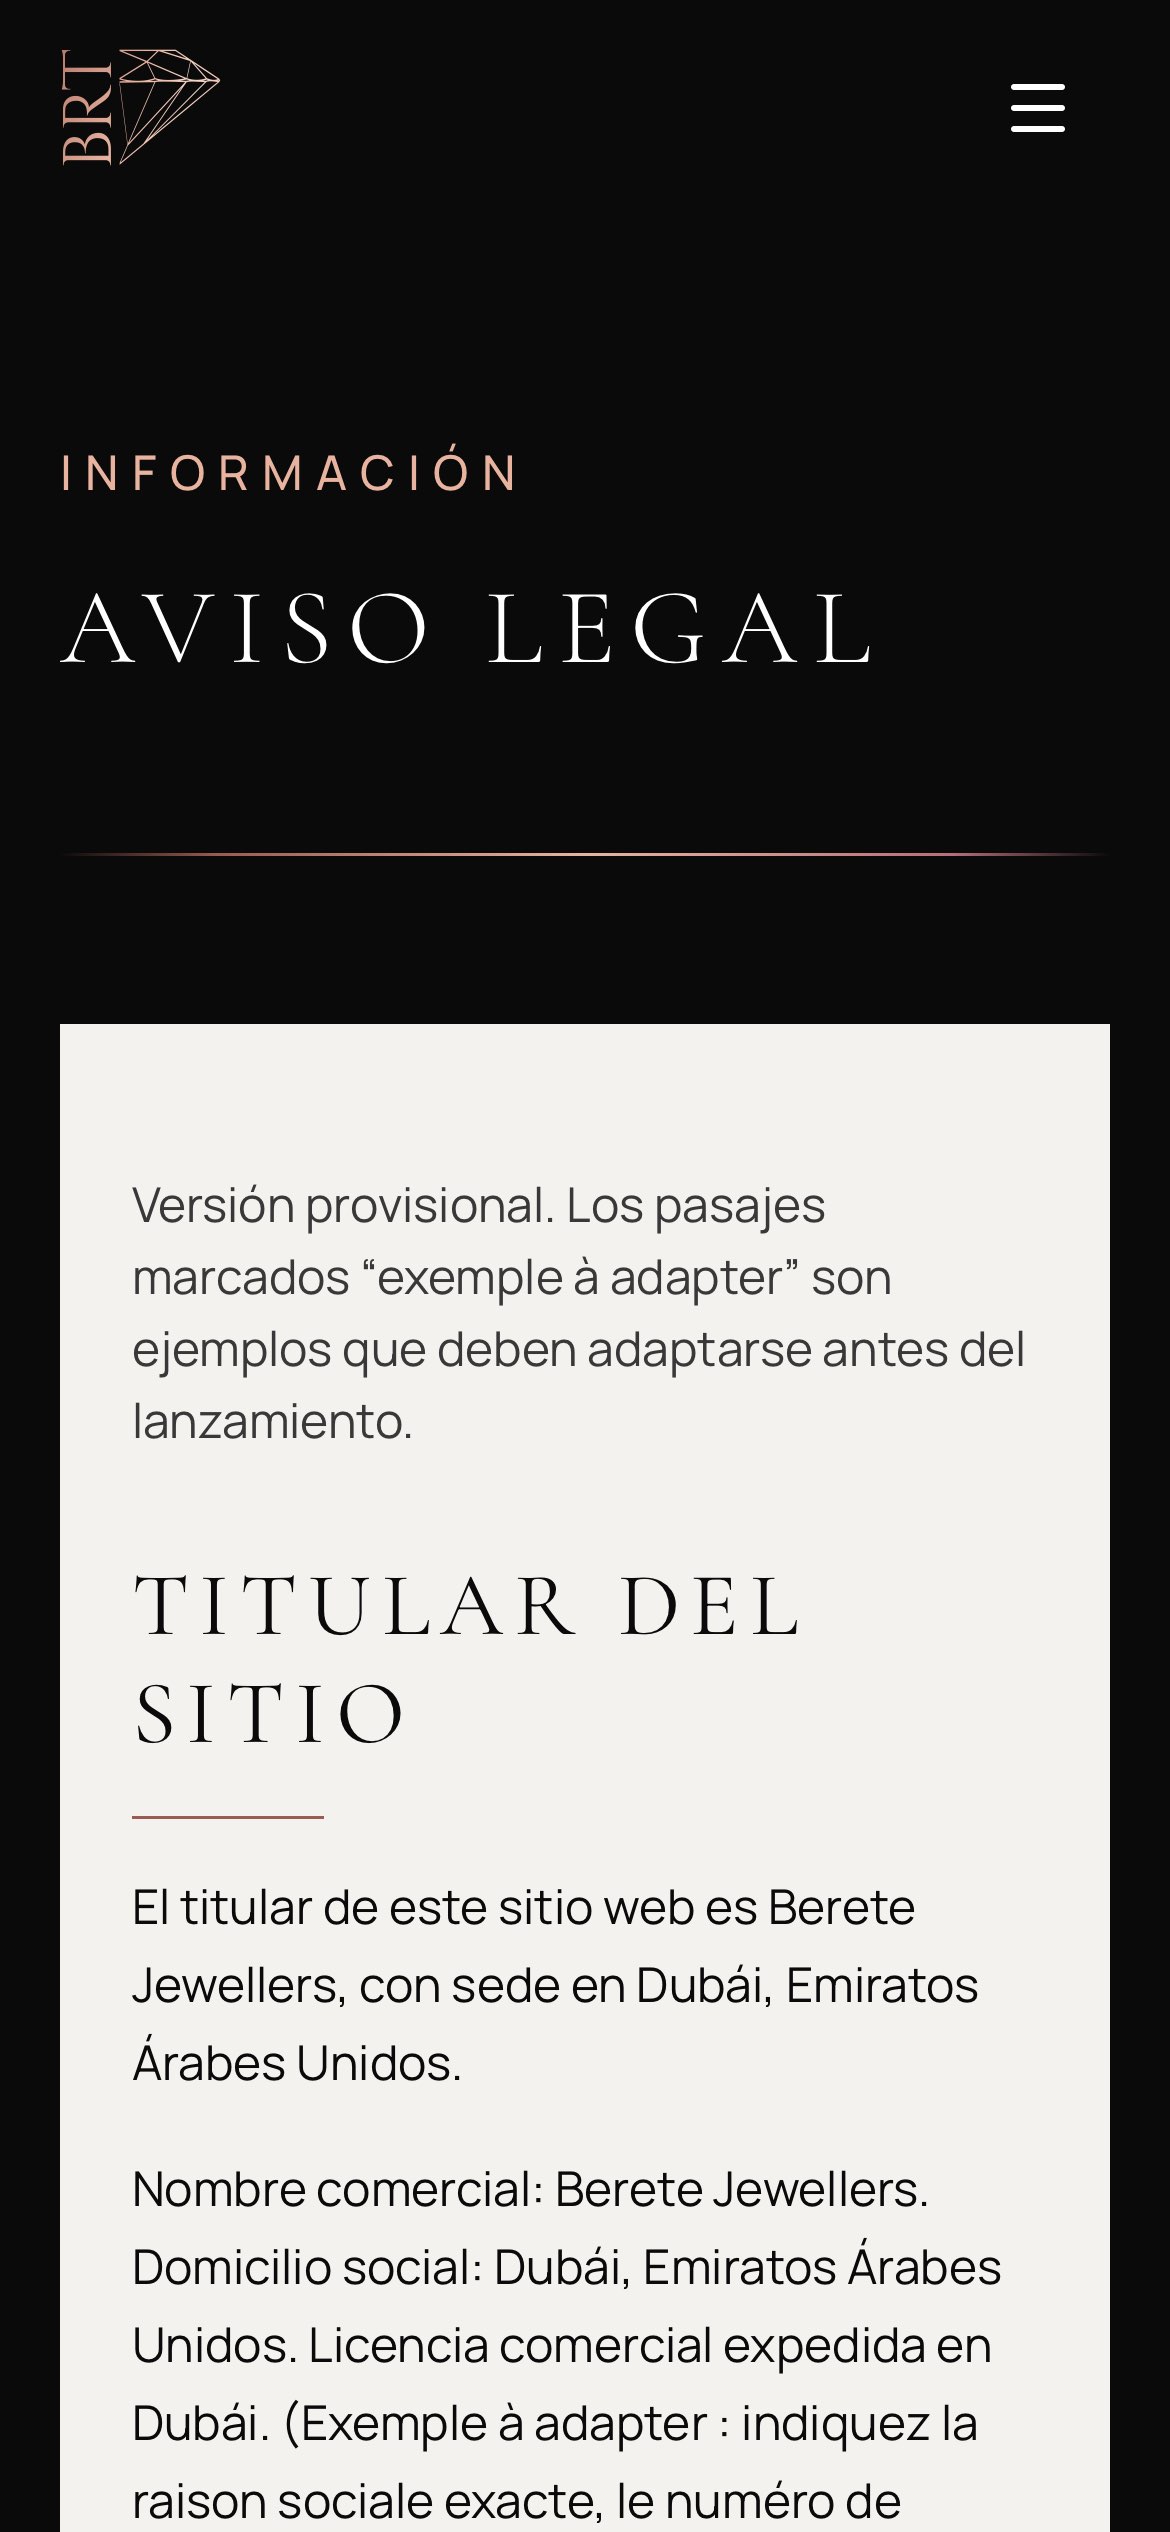 BRT
INFORMACIÓN
AVISO LEGAL
Versión provisional. Los pasajes
marcados “exemple à adapter” son
ejemplos que deben adaptarse antes del
lanzamiento.
TITULAR DEL
SITIO
El titular de este sitio web es Berete
Jewellers, con sede en Dubái, Emiratos
Árabes Unidos.
Nombre comercial: Berete Jewellers.
Domicilio social: Dubái, Emiratos Árabes
Unidos. Licencia comercial expedida en
Dubái. (Exemple à adapter : indiquez la
raison sociale exacte, le numéro de